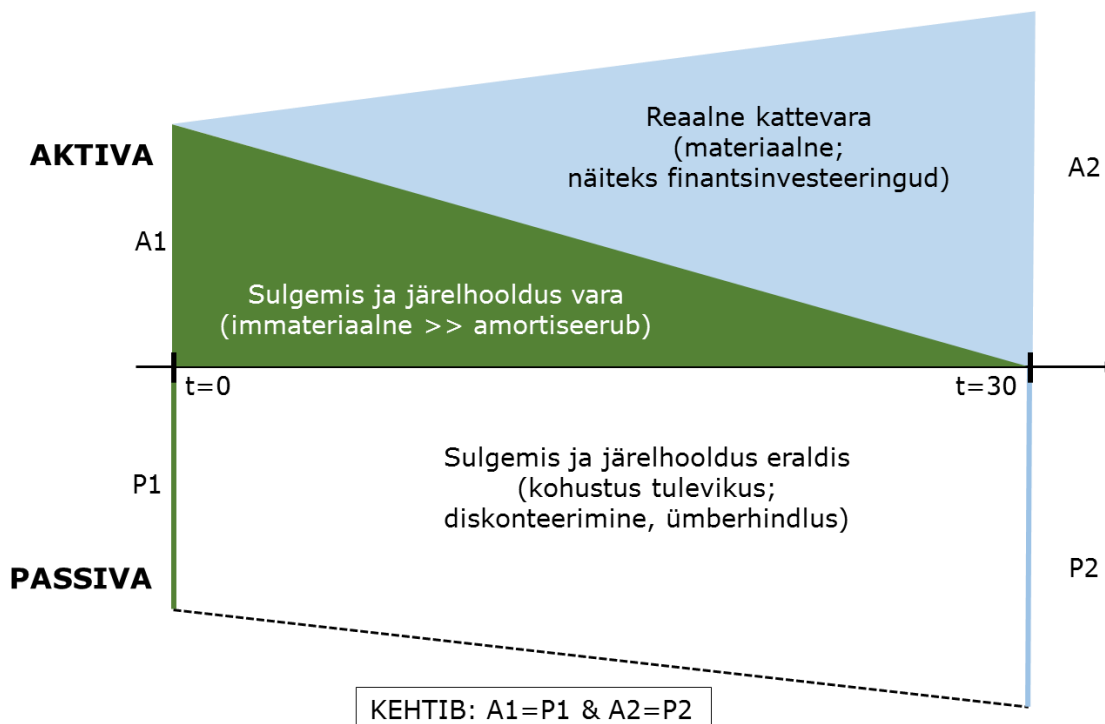 Reaalne kattevara
(materiaalne;
näiteks finantsinvesteeringud)
AKTIVA
A2
A1
Sulgemis ja järelhooldus vara
(immateriaalne >> amortiseerub)
t=0
t=30
Sulgemis ja järelhooldus eraldis
(kohustus tulevikus;
diskonteerimine, ümberhindlus)
P1
PASSIVA
P2
KEHTIB: A1=P1 & A2=P2